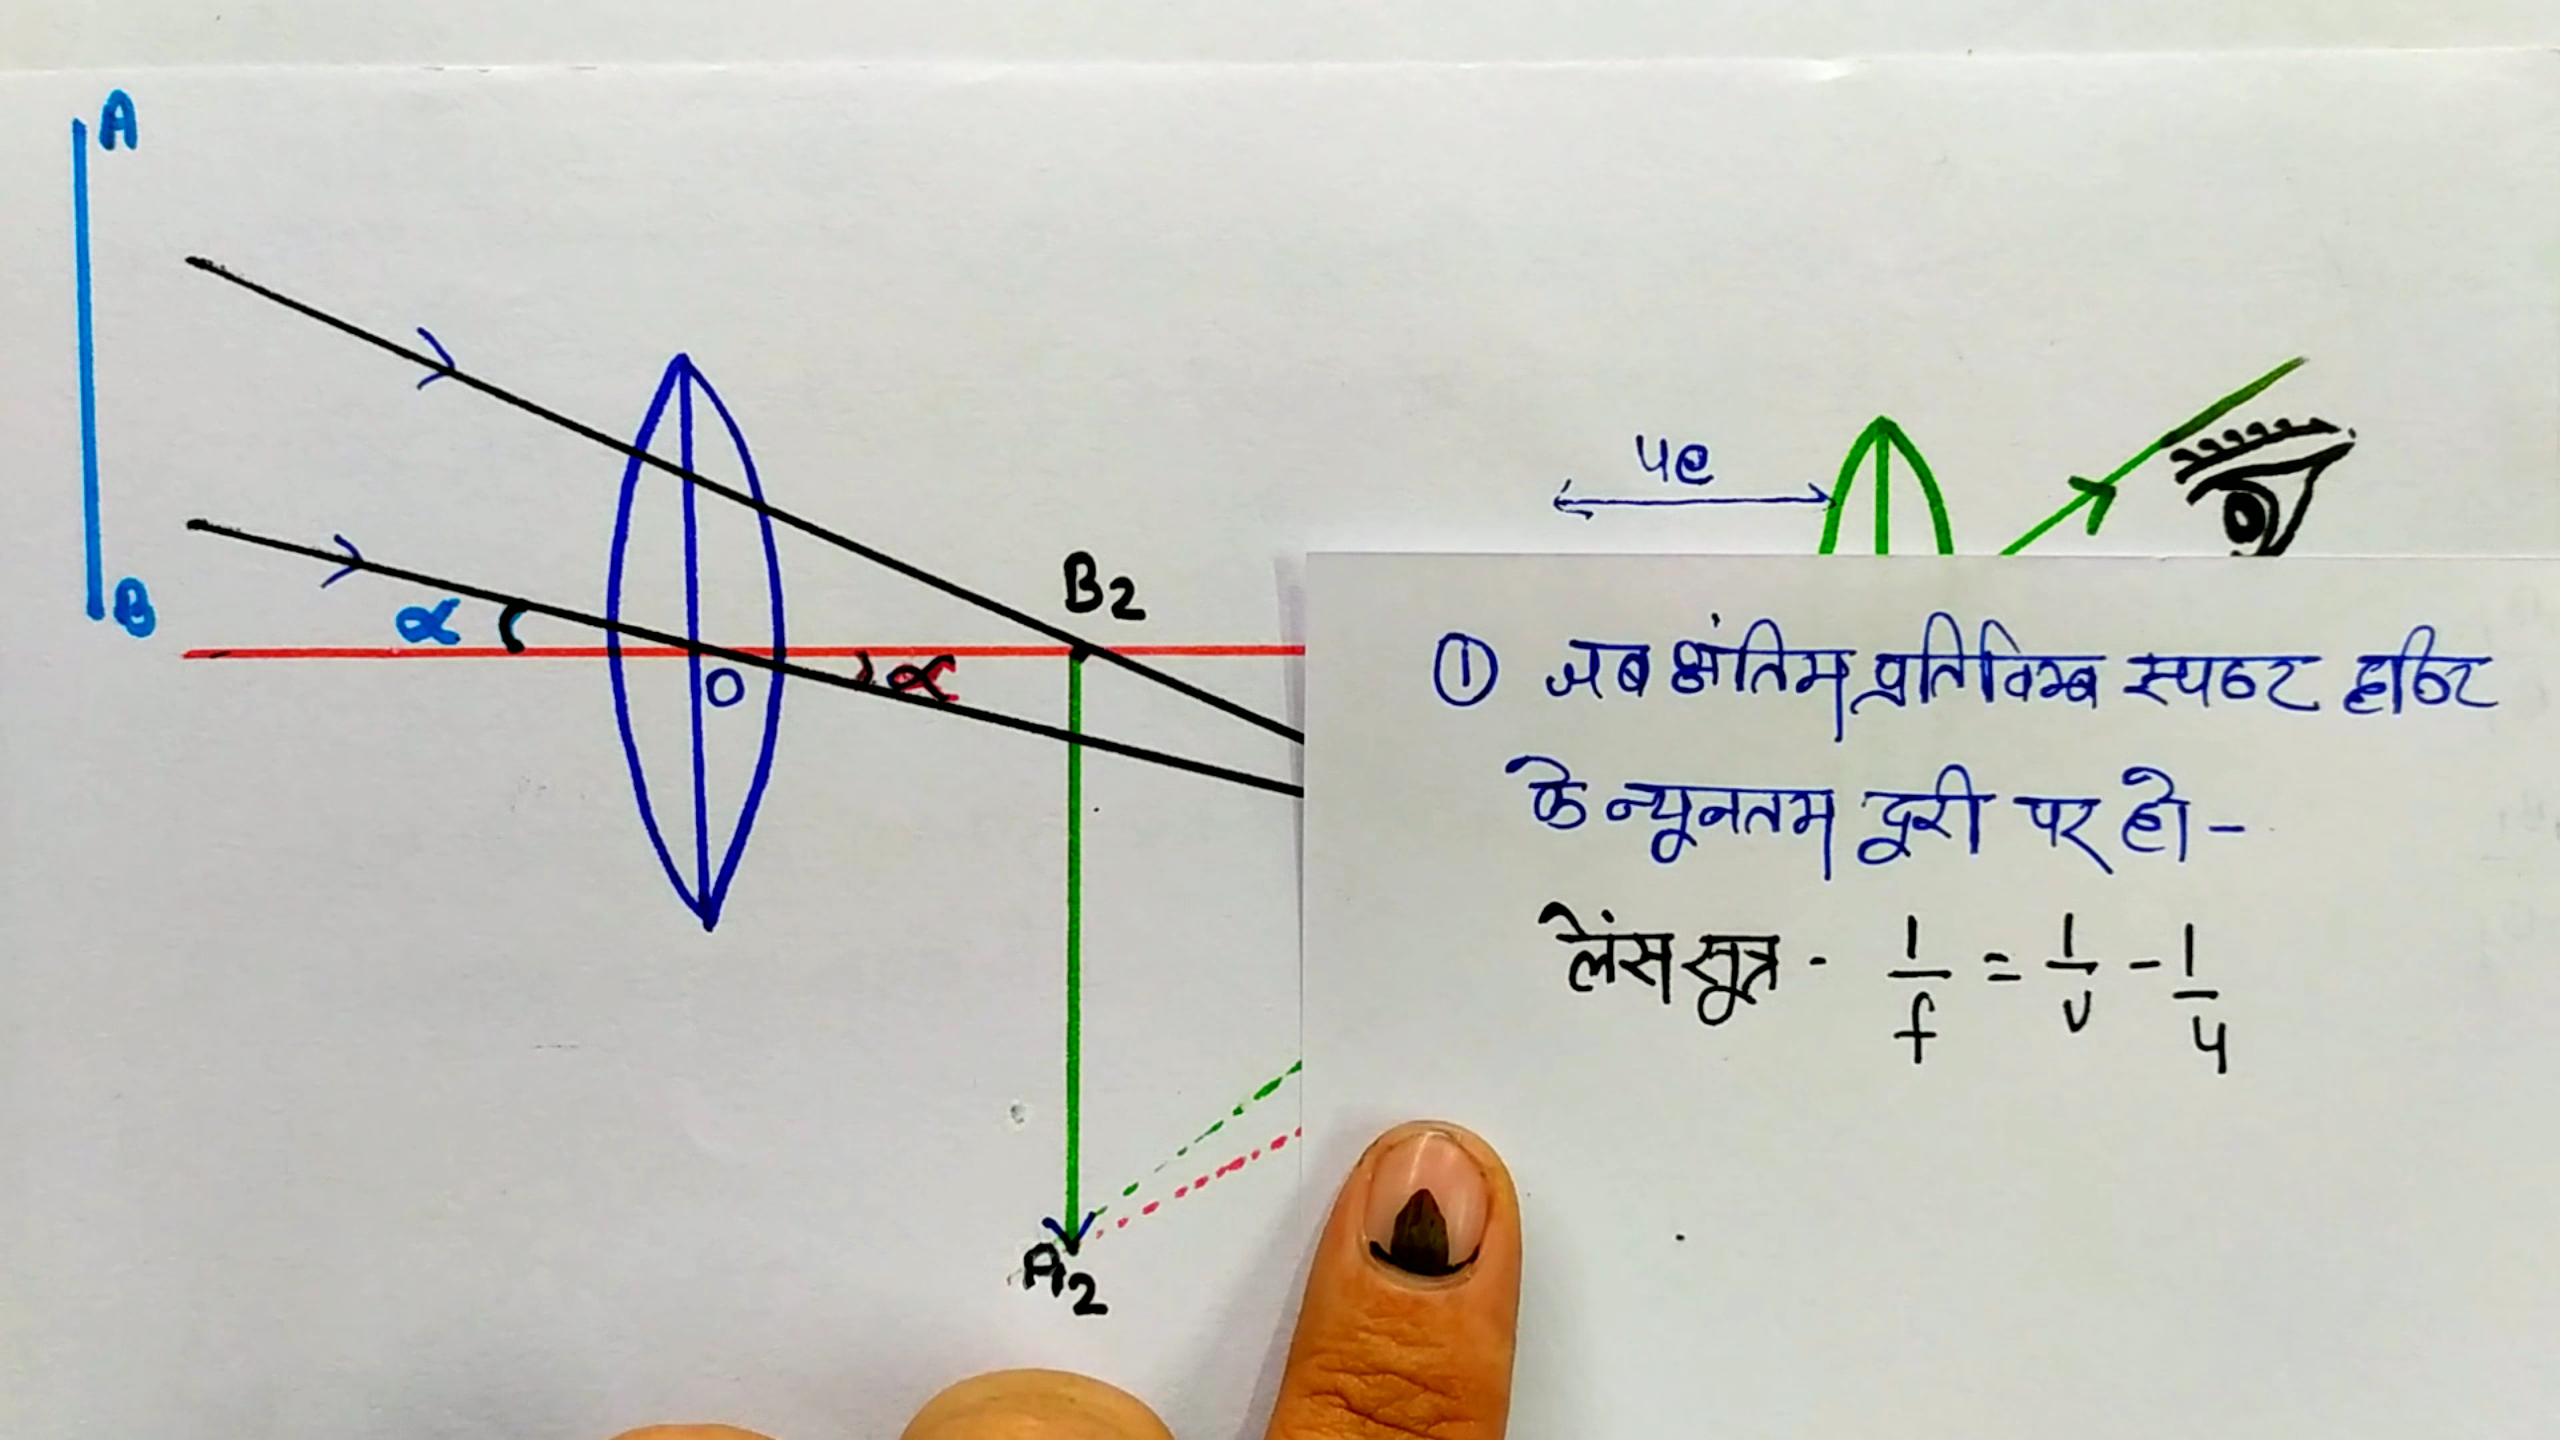 A
B
α
O
α
B2
A2
ue
① जब अंतिम प्रतिबिम्ब स्पष्ट दृष्टि
के न्यूनतम दूरी पर हो-
लेंस सूत्र - 1/f = 1/v - 1/u